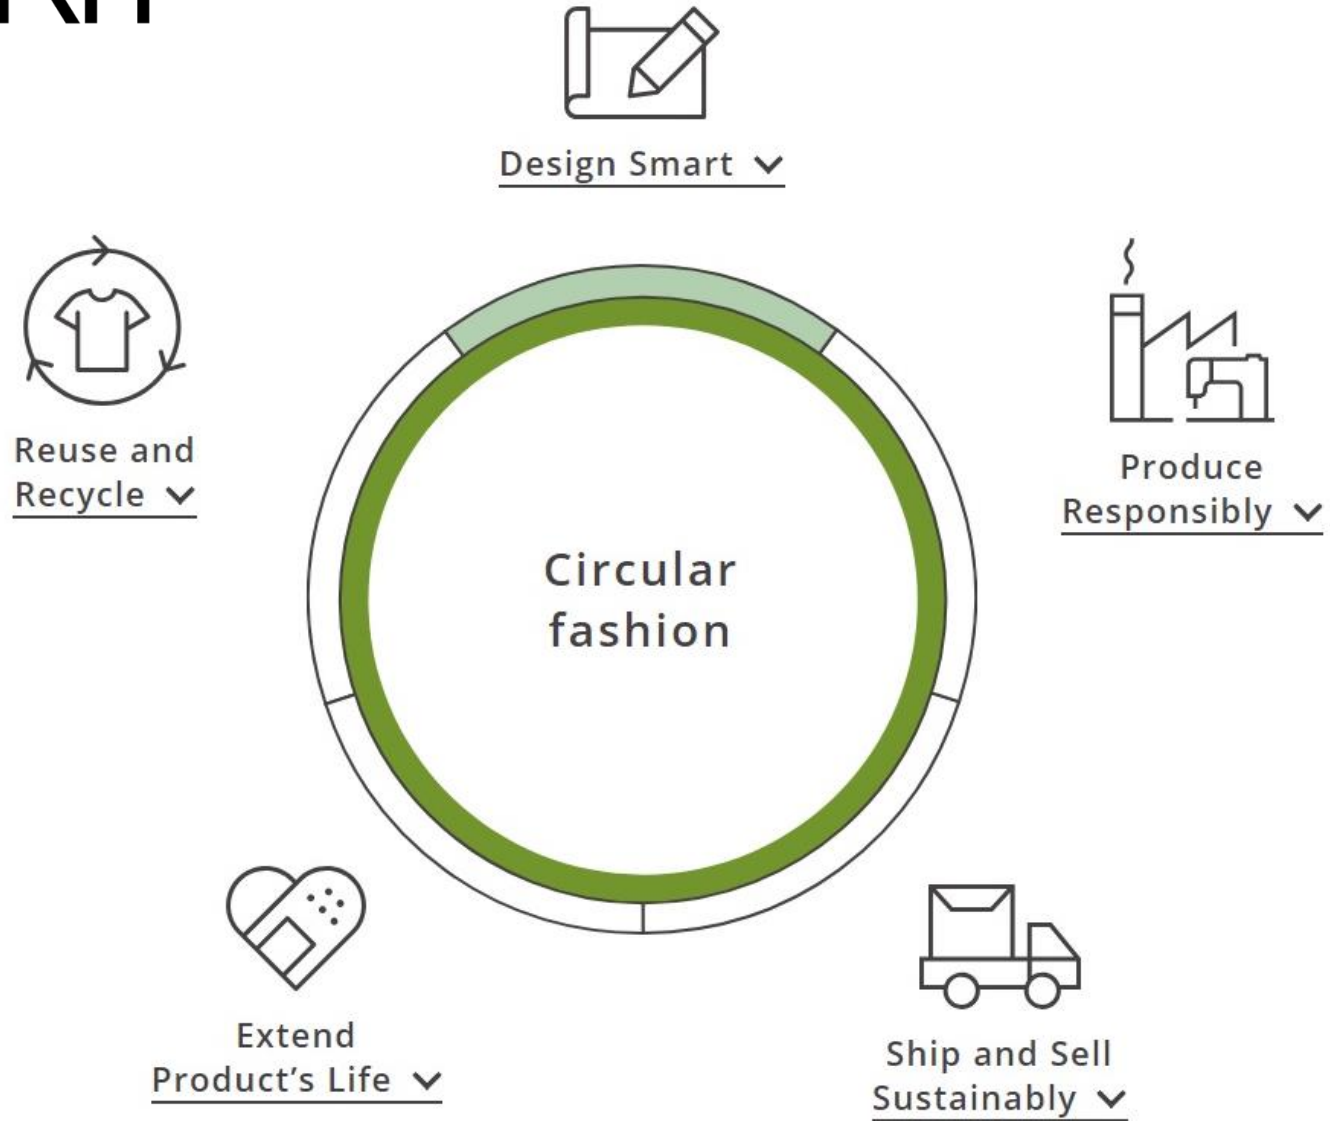 Design Smart
Reuse and
Recycle
Produce
Responsibly
Circular
fashion
Extend
Product’s Life
Ship and Sell
Sustainably